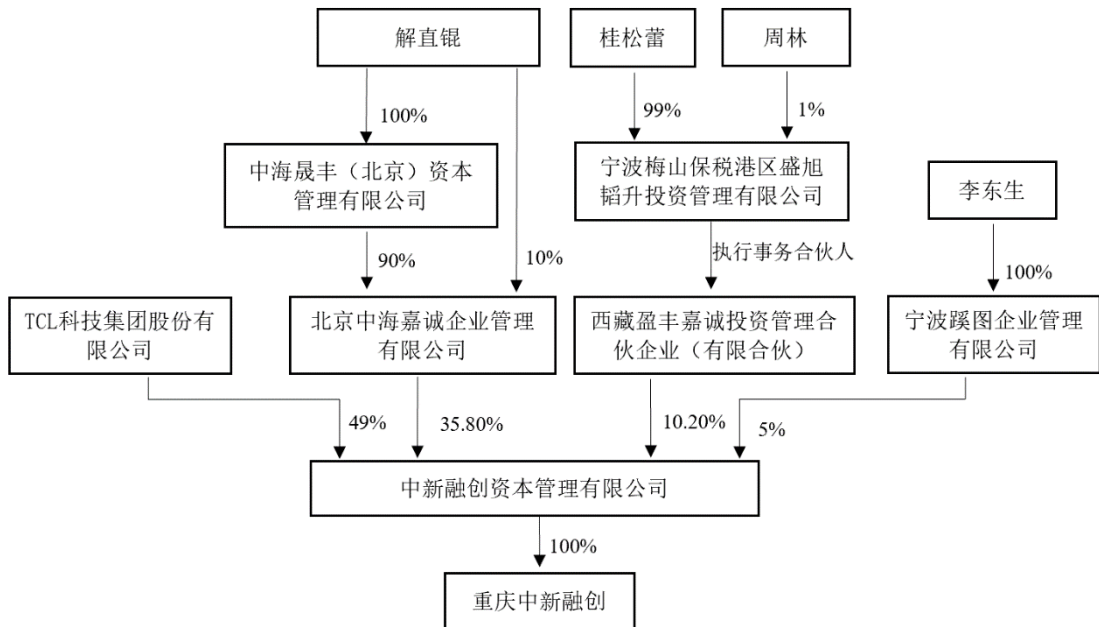 解直锟
桂松蕾
周林
100%
99%
1%
中海晟丰（北京）资本
管理有限公司
宁波梅山保税港区盛旭
韬升投资管理有限公司
李东生
90%
10%
执行事务合伙人
100%
TCL科技集团股份有
限公司
北京中海嘉诚企业管理
有限公司
西藏盈丰嘉诚投资管理合
伙企业（有限合伙）
宁波蹊图企业管理
有限公司
49%
35.80%
10.20%
5%
中新融创资本管理有限公司
100%
重庆中新融创